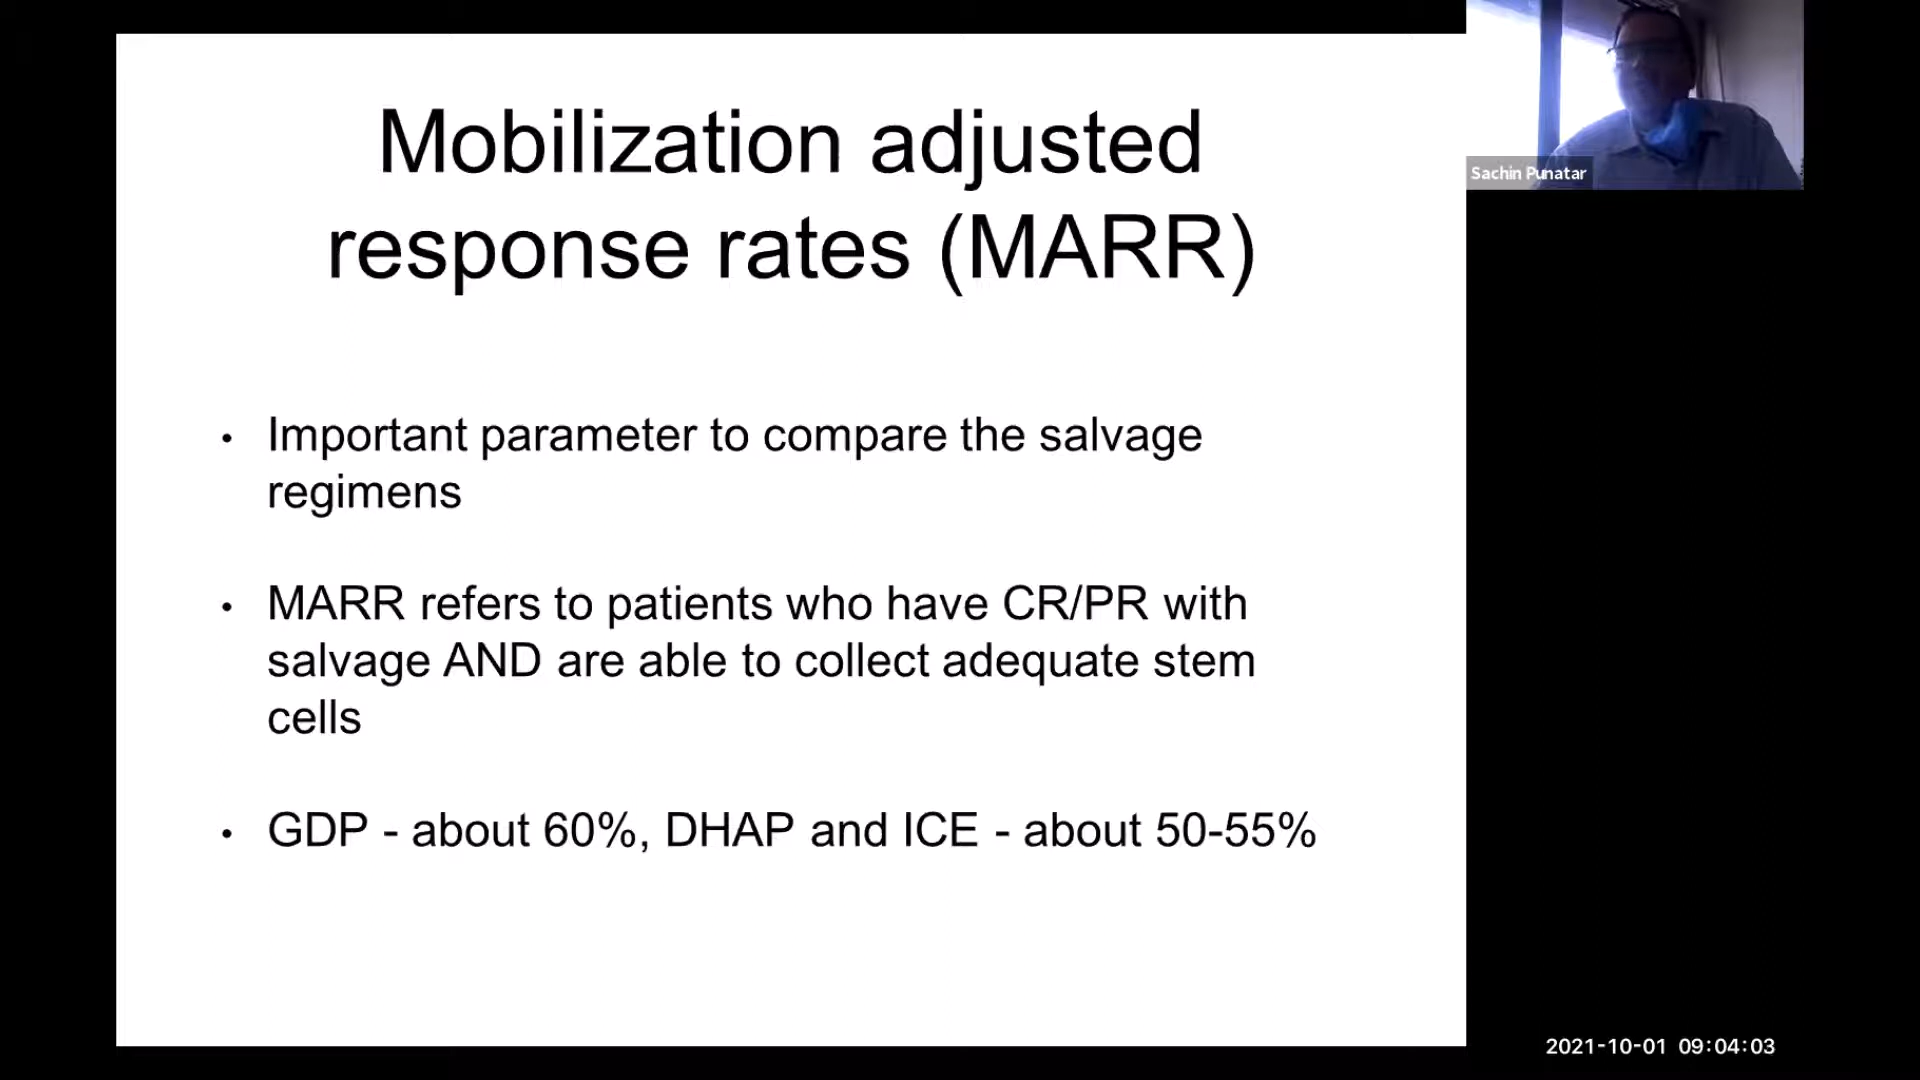 Mobilization adjusted
response rates (MARR)
• Important parameter to compare the salvage
regimens
• MARR refers to patients who have CR/PR with
salvage AND are able to collect adequate stem
cells
• GDP - about 60%, DHAP and ICE - about 50-55%
Sachin Punatar
2021-10-01 09:04:03